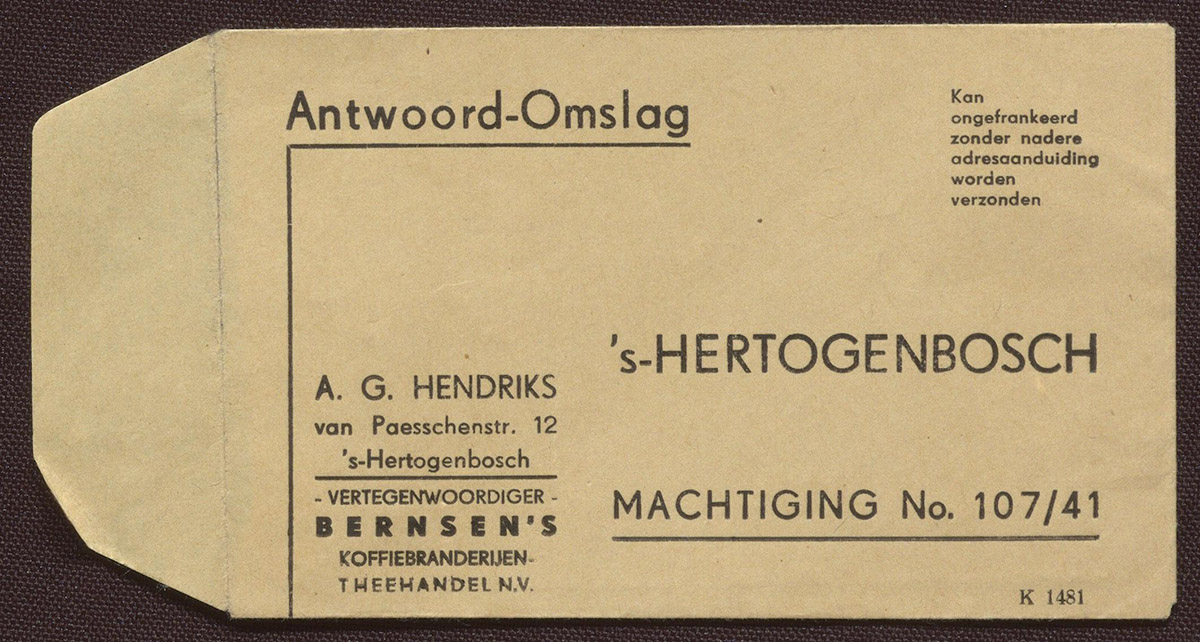 Antwoord-Omslag
Kan
ongefrankeerd
zonder nadere
adresaanduiding
worden
verzonden
's-HERTOGENBOSCH
A. G. HENDRIKS
van Paesschenstr. 12
's-Hertogenbosch
- VERTEGENWOORDIGER -
BERNSEN'S
KOFFIEBRANDERIJEN-
THEEHANDEL N.V.
MACHTIGING No. 107/41
K 1481